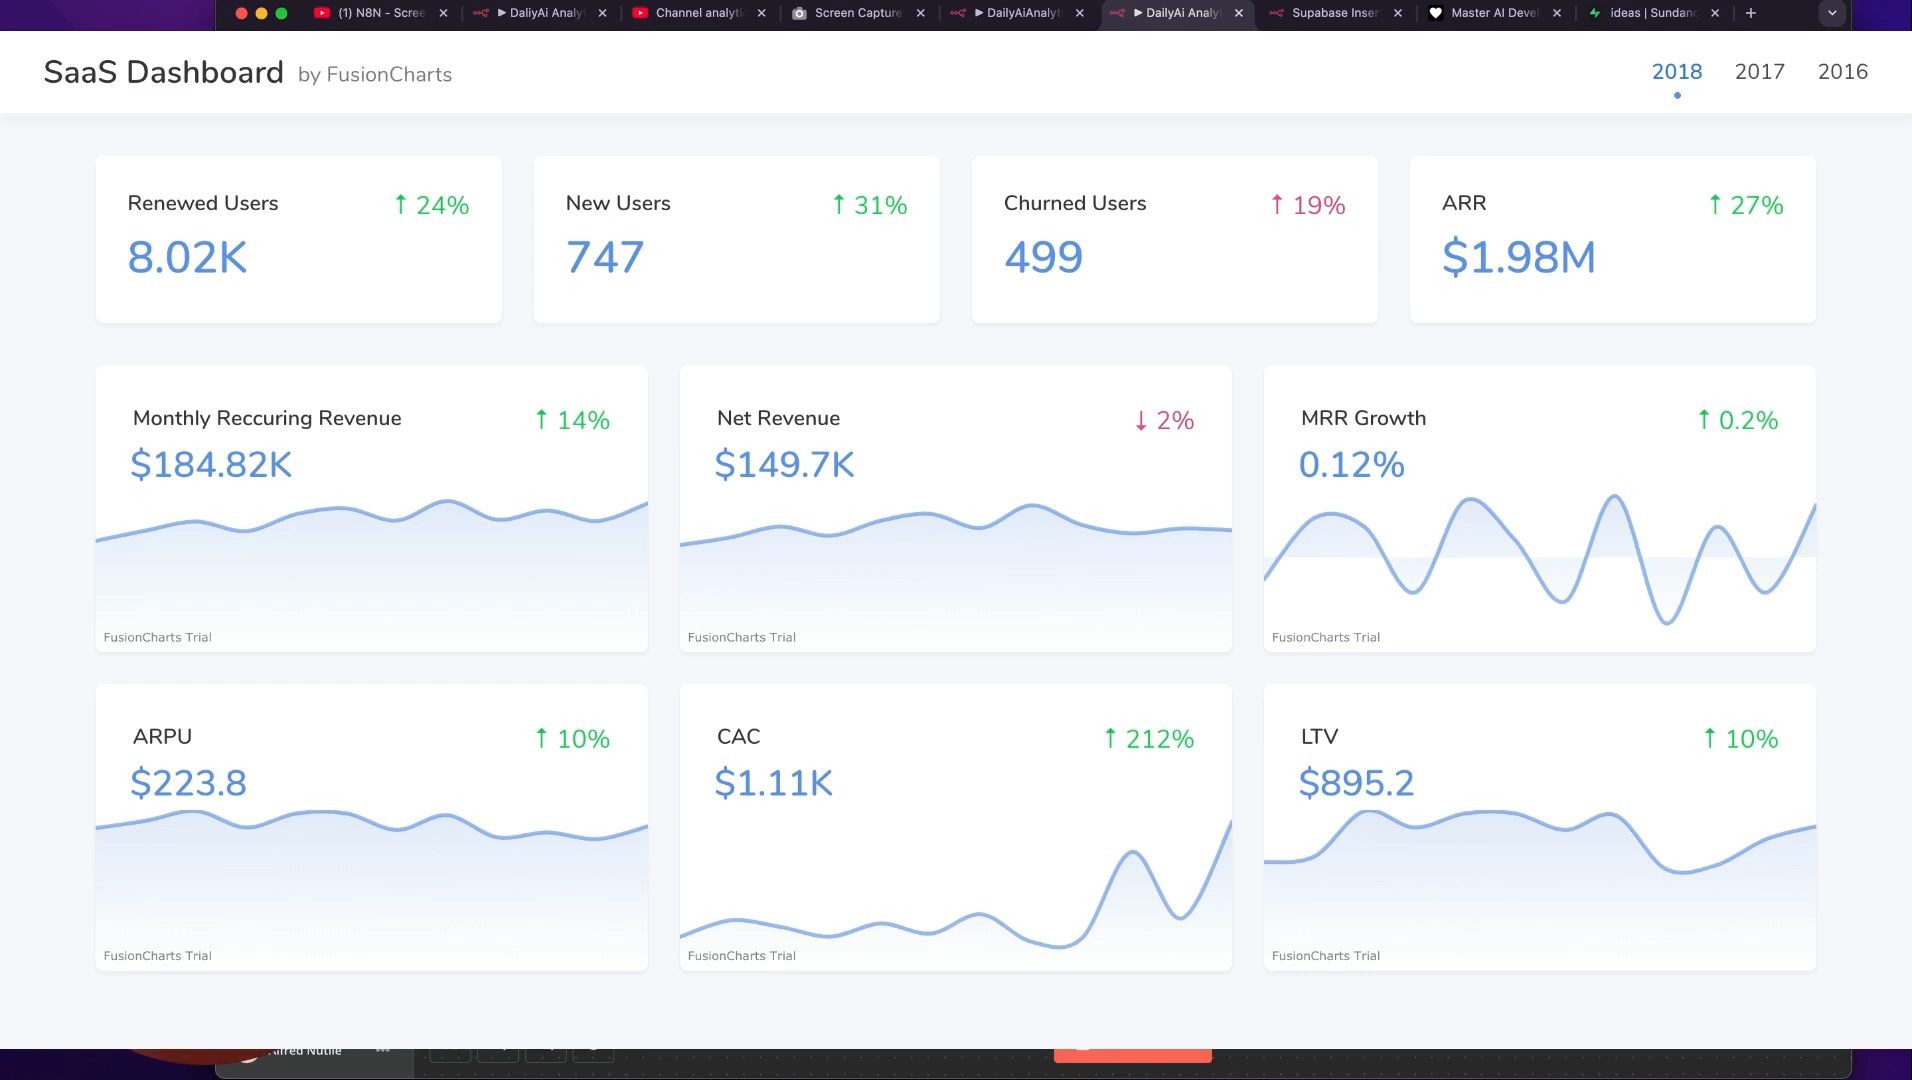 (1) N8N - Scree
DaliyAi Analy
Channel analyti
Screen Capture
DailyAiAnalyt
DailyAi Analyt
Supabase Inser
Master AI Devel
ideas | Sundanc
SaaS Dashboard by FusionCharts
2018 2017 2016
Renewed Users ↑ 24%
8.02K
New Users ↑ 31%
747
Churned Users ↑ 19%
499
ARR ↑ 27%
$1.98M
Monthly Reccuring Revenue ↑ 14%
$184.82K
FusionCharts Trial
Net Revenue ↓ 2%
$149.7K
FusionCharts Trial
MRR Growth ↑ 0.2%
0.12%
FusionCharts Trial
ARPU ↑ 10%
$223.8
FusionCharts Trial
CAC ↑ 212%
$1.11K
FusionCharts Trial
LTV ↑ 10%
$895.2
FusionCharts Trial
Alfred Nutile